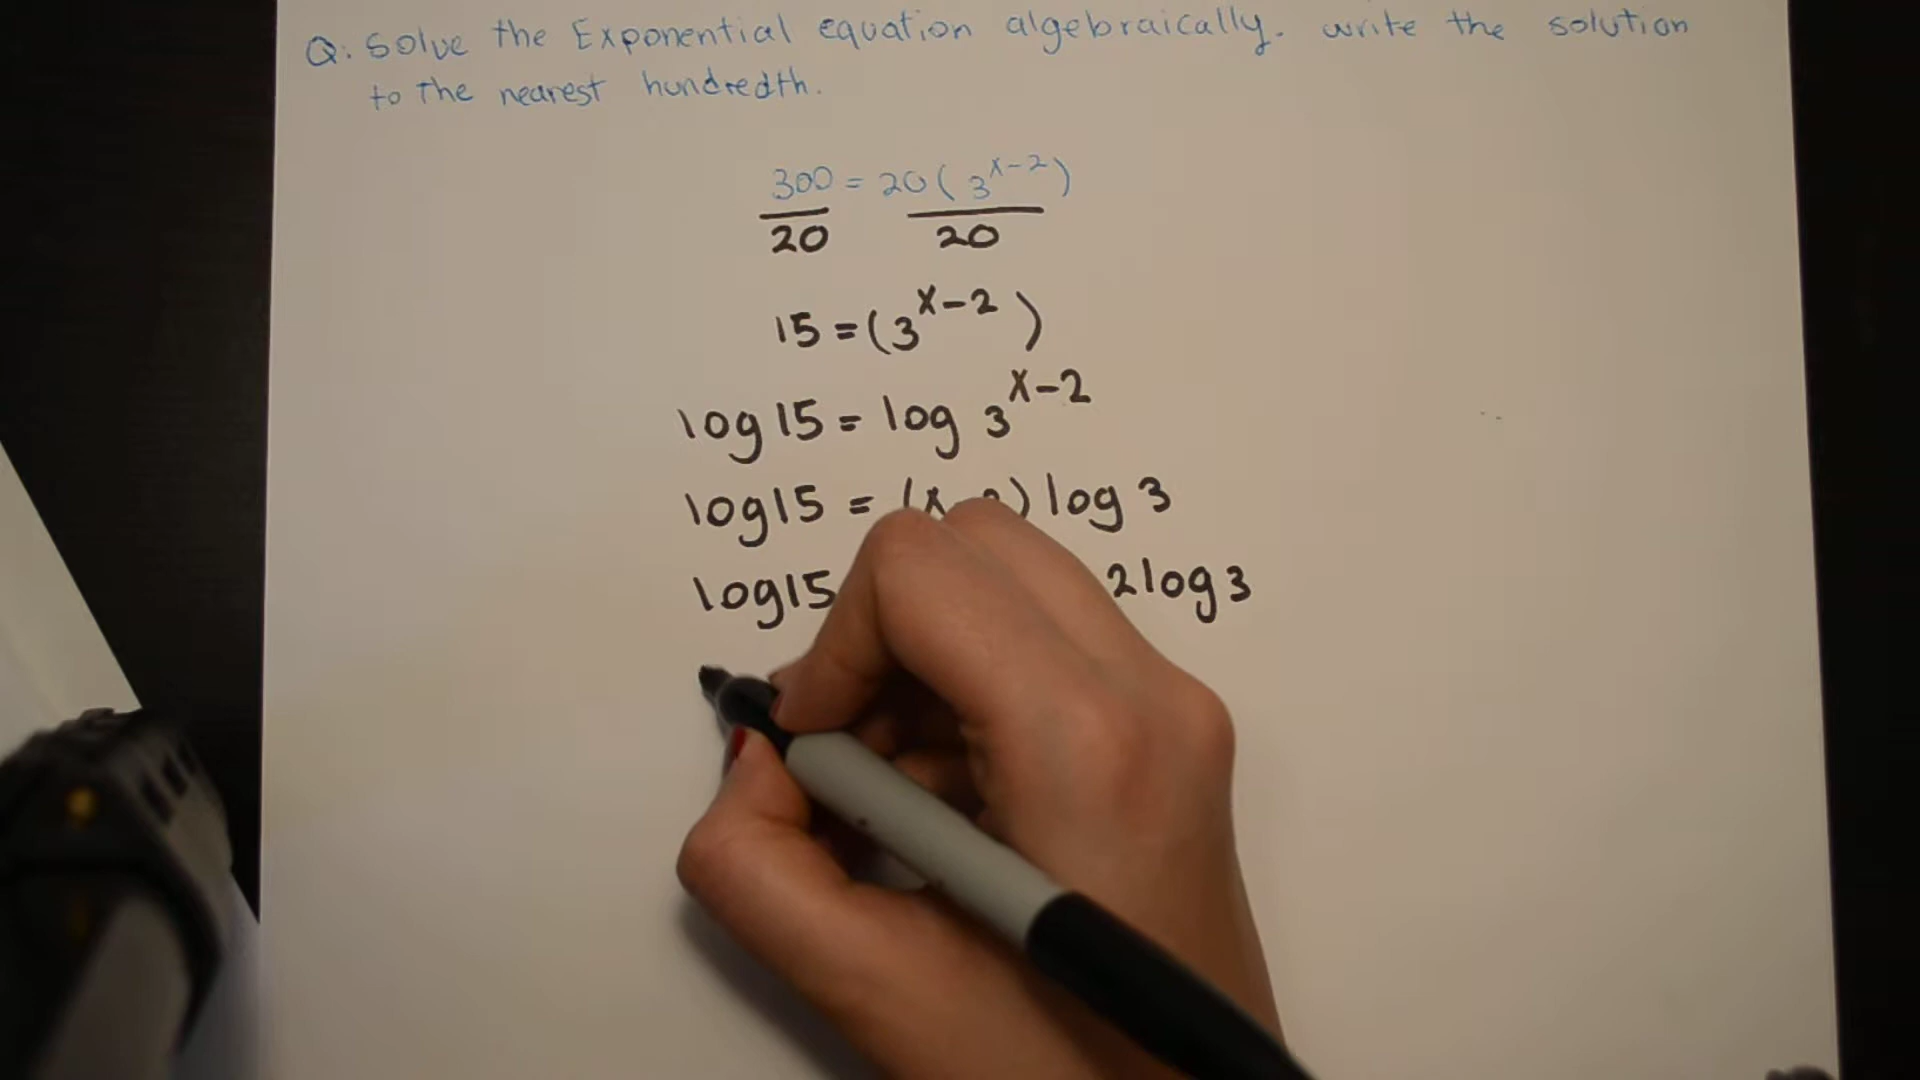 Q: Solve the Exponential equation algebraically. write the solution
to the nearest hundredth.
300 = 20(3^x-2)
20 20
15 = (3^x-2)
log 15 = log 3^x-2
log15 = (x ) log 3
log15 2log3